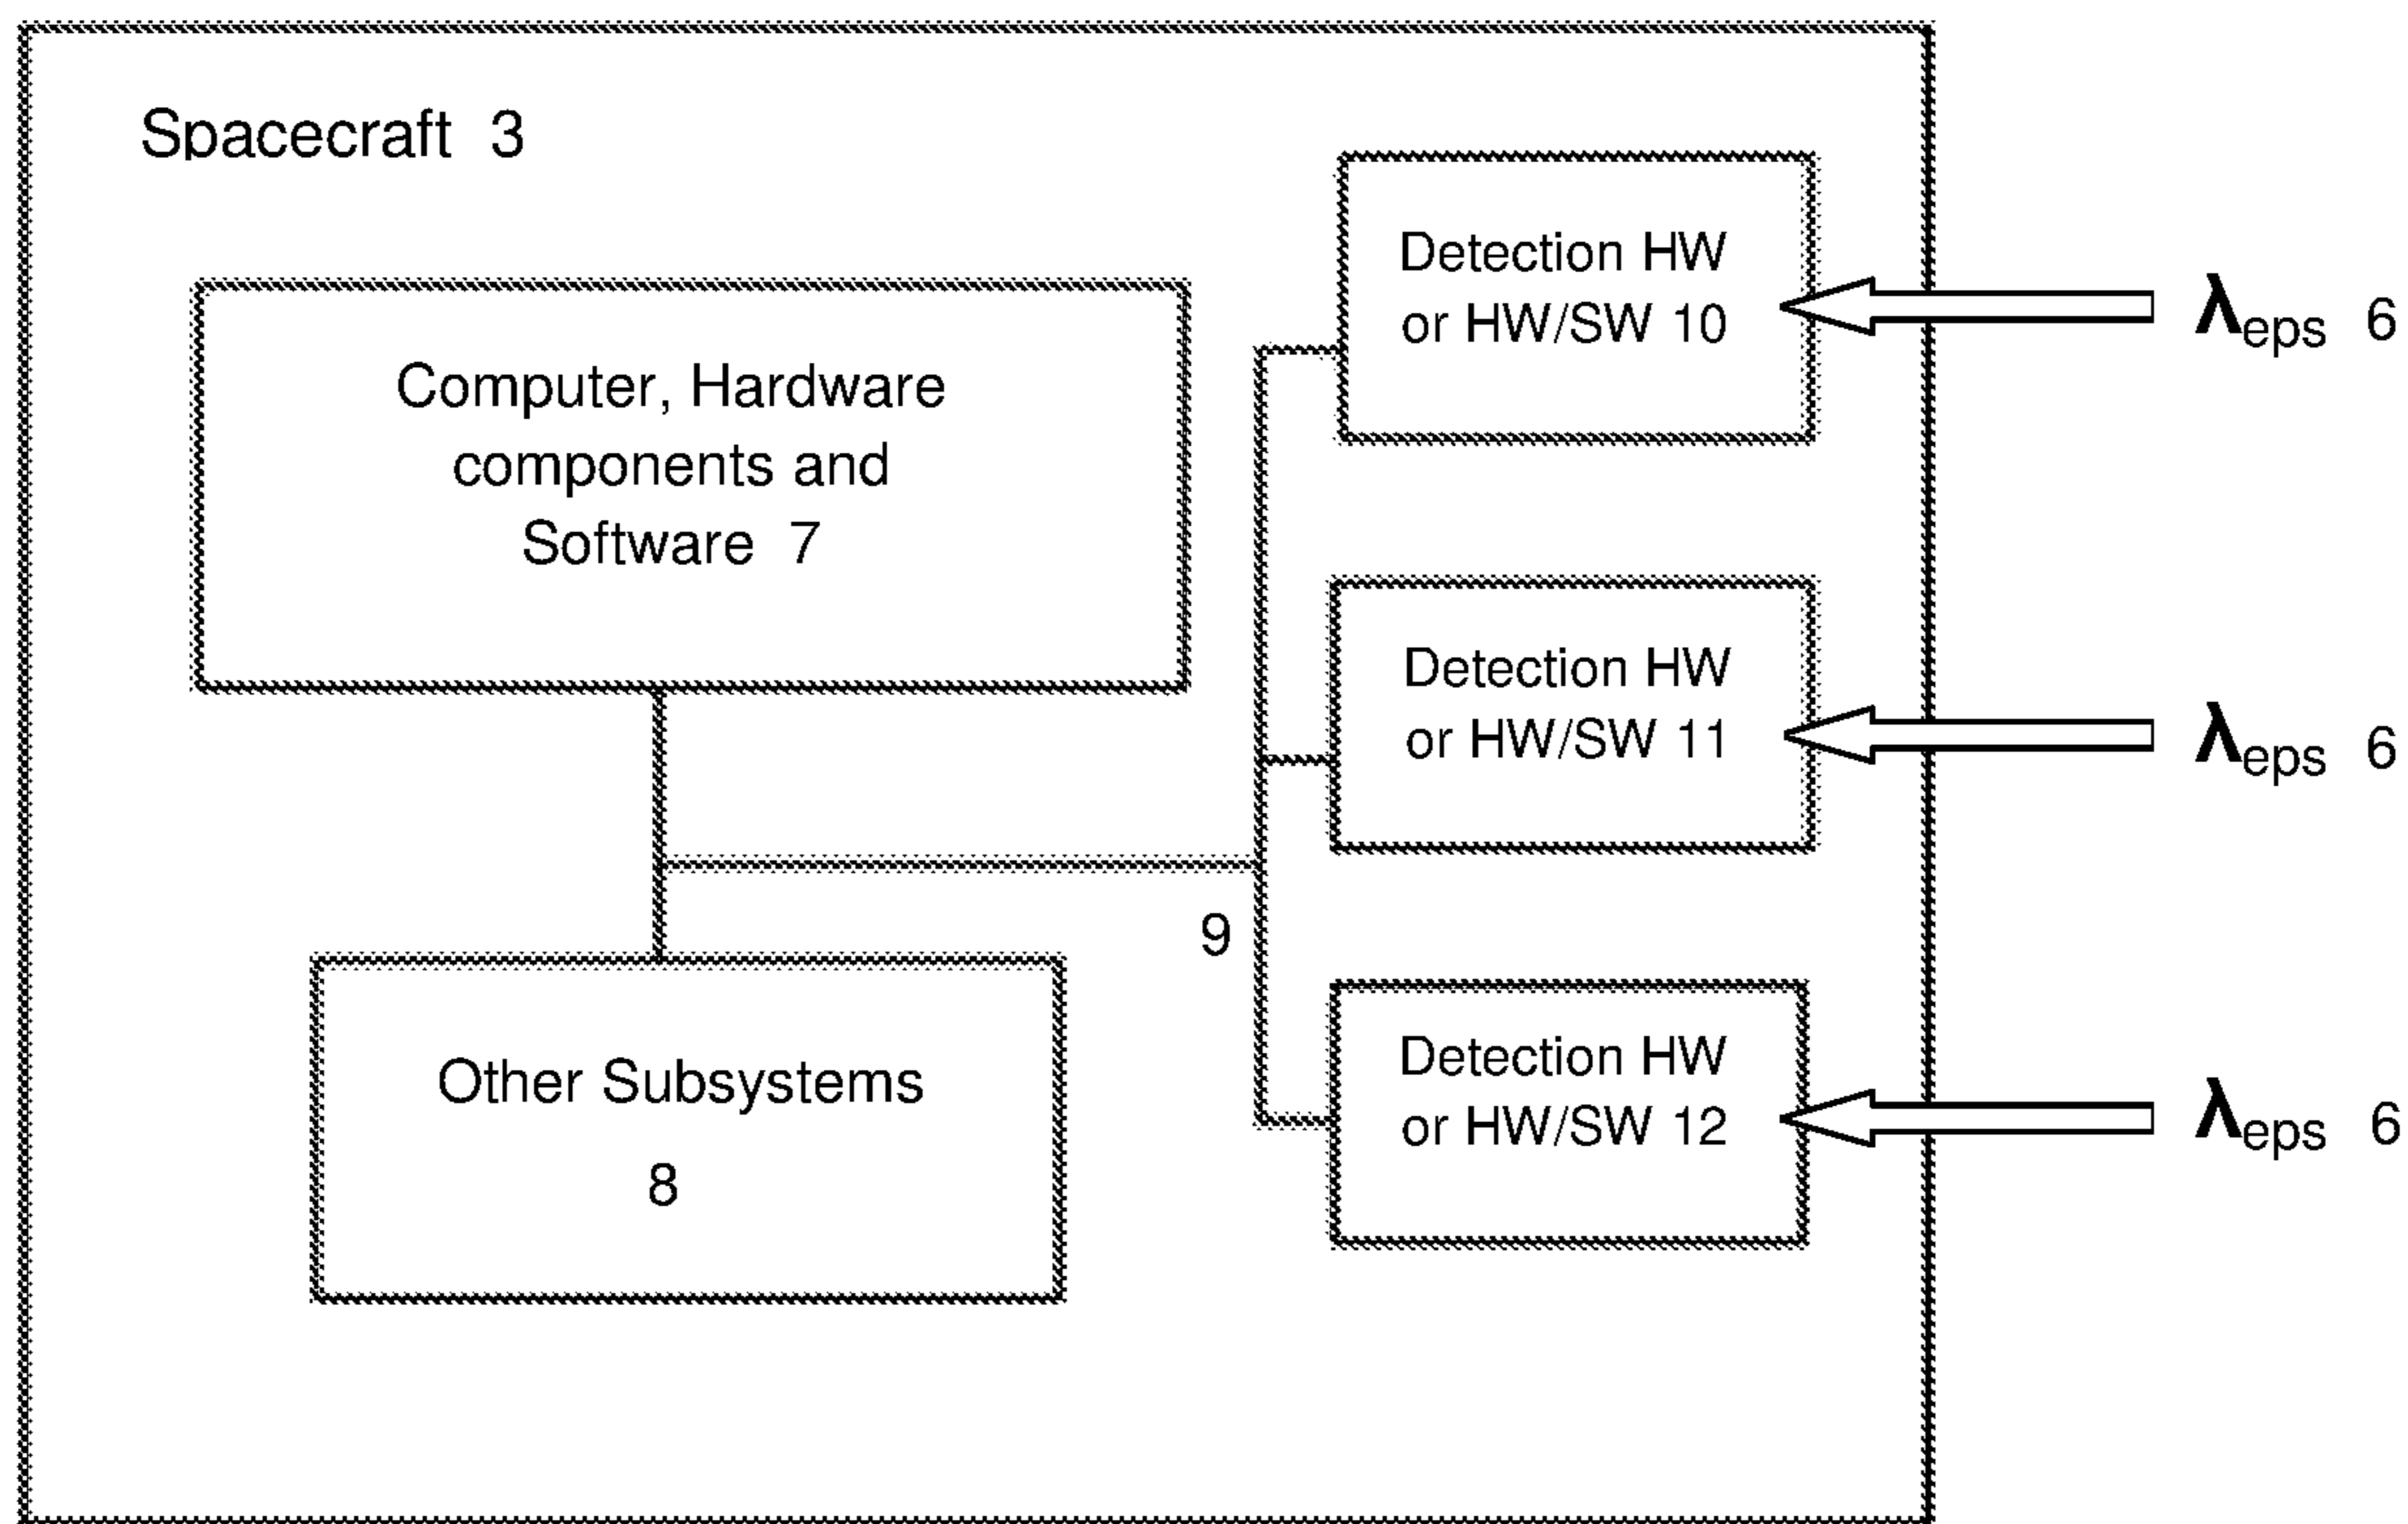 Spacecraft 3
Computer, Hardware
components and
Software 7
Other Subsystems
8
9
Detection HW
or HW/SW 10
λeps 6
Detection HW
or HW/SW 11
λeps 6
Detection HW
or HW/SW 12
λeps 6